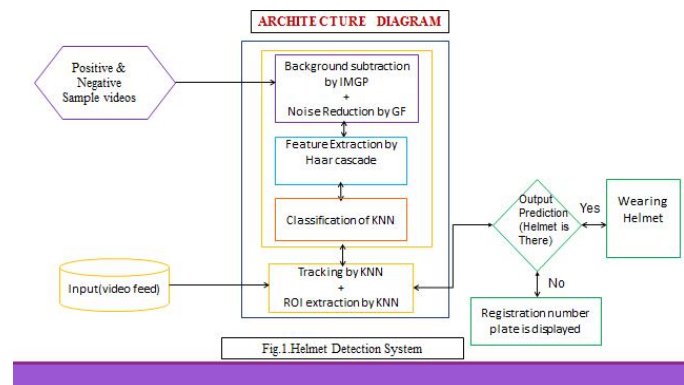 ARCHITECTURE DIAGRAM
Positive &
Negative
Sample videos
Background subtraction
by IMGP
+
Noise Reduction by GF
Feature Extraction by
Haar cascade
Classification of KNN
Tracking by KNN
+
ROI extraction by KNN
Input(video feed)
Output
Prediction
(Helmet is
There)
Yes
Wearing
Helmet
No
Registration number
plate is displayed
Fig.1.Helmet Detection System